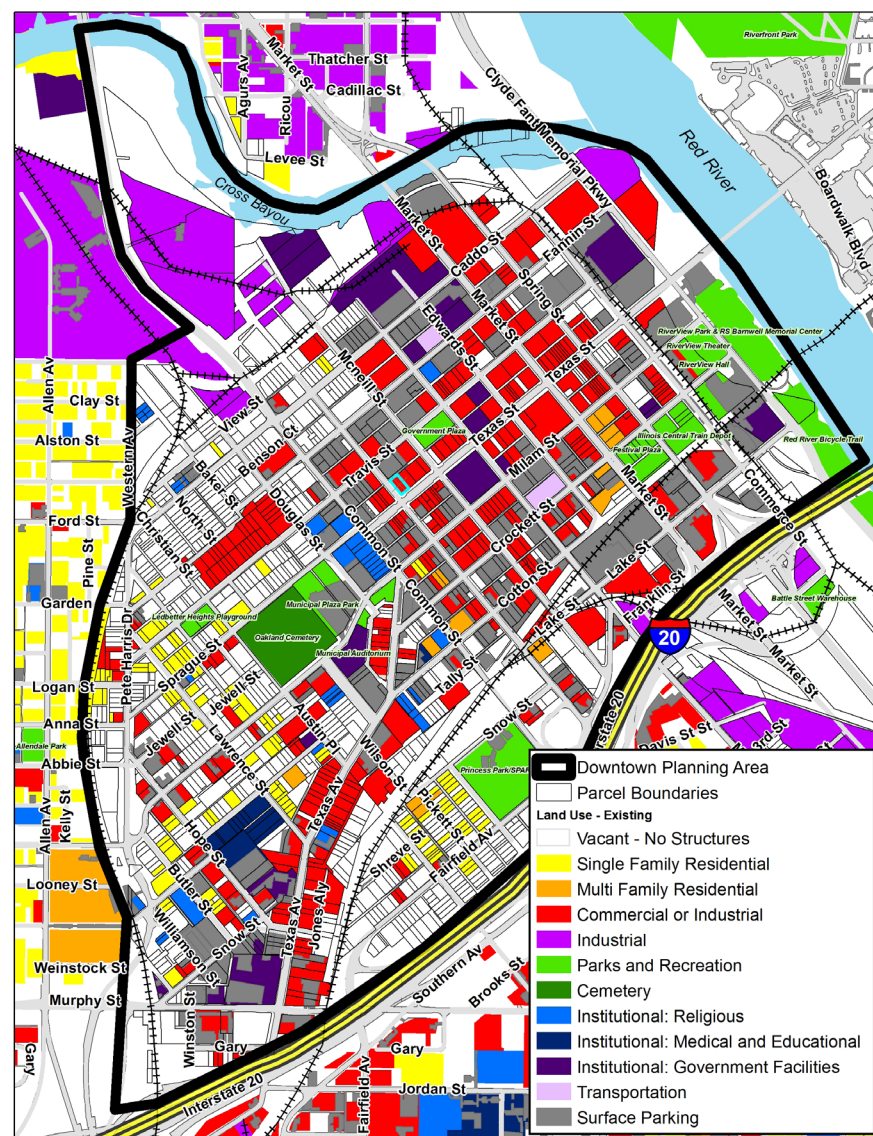 Riverfront Park
Thatcher St
Cadillac St
Agurs Av
Ricou
Market St
Levee St
Clyde Fant Memorial Pkwy
Red River
Boardwalk Blvd
Cross Bayou
Market St
Caddo St
Fannin St
Spring St
Market St
Edwards St
Mcneill St
Texas St
RiverView Park & RS Barnwell Memorial Center
RiverView Theater
RiverView Hall
Allen Av
Clay St
Alston St
Western Av
View St
Benson Ct
Travis St
Government Plaza
Texas St
Milam St
Illinois Central Train Depot
Festival Plaza
Red River Bicycle Trail
Baker St
North St
Christian St
Douglas St
Common St
Crockett St
Market St
Commerce St
Ford St
Pine St
Garden
Ledbetter Heights Playground
Municipal Plaza Park
Oakland Cemetery
Municipal Auditorium
Common St
Cotton St
Lake St
Lake St
Franklin St
Battle Street Warehouse
20
Market St
Market St
Pete Harris Dr
Sprague St
Logan St
Anna St
Allendale Park
Abbie St
Jewell St
Jewell St
Lawrence St
Austin Pl
Wilson St
Tally St
Snow St
Princess Park/SPAR
erstate 20
Davis St St
3rd St
Allen Av
Kelly St
Looney St
Hope St
Butler St
Williamson St
Snow St
Texas Av
Texas Av
Jones Aly
Shreve St
Pickett St
Fairfield Av
Weinstock St
Murphy St
Winston St
Gary
Gary
Southern Av
Brooks St
Gary
Interstate 20
Fairfield Av
Jordan St
Downtown Planning Area
Parcel Boundaries
Land Use - Existing
Vacant - No Structures
Single Family Residential
Multi Family Residential
Commercial or Industrial
Industrial
Parks and Recreation
Cemetery
Institutional: Religious
Institutional: Medical and Educational
Institutional: Government Facilities
Transportation
Surface Parking